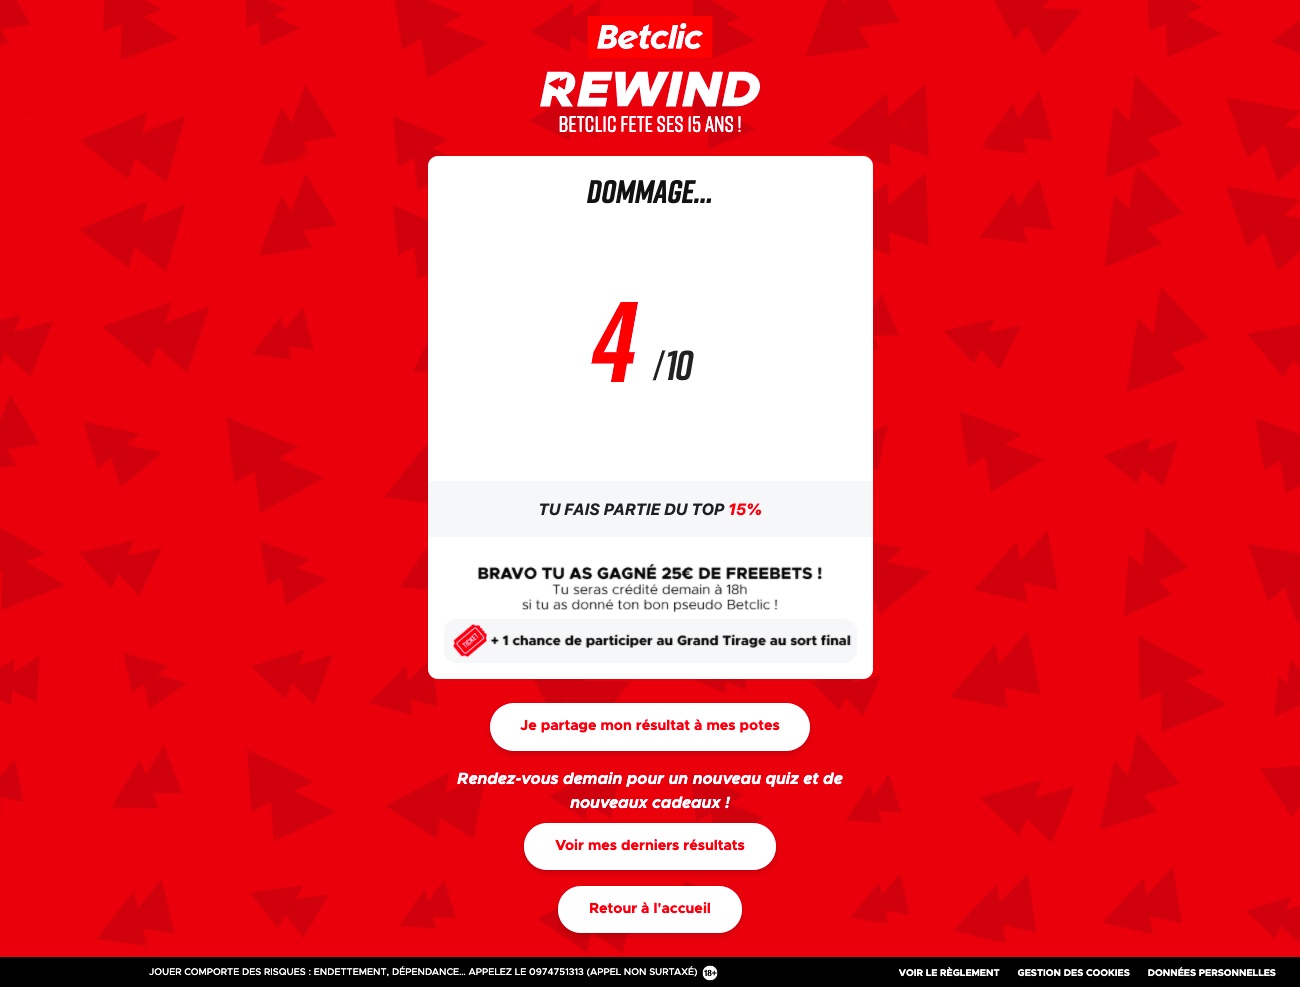 Betclic
REWIND
BETCLIC FETE SES 15 ANS !
DOMMAGE...
4 /10
TU FAIS PARTIE DU TOP 15%
BRAVO TU AS GAGNÉ 25€ DE FREEBETS !
Tu seras crédité demain à 18h
si tu as donné ton bon pseudo Betclic !
TICKET + 1 chance de participer au Grand Tirage au sort final
Je partage mon résultat à mes potes
Rendez-vous demain pour un nouveau quiz et de
nouveaux cadeaux !
Voir mes derniers résultats
Retour à l'accueil
JOUER COMPORTE DES RISQUES : ENDETTEMENT, DÉPENDANCE... APPELEZ LE 0974751313 (APPEL NON SURTAXÉ) 18+
VOIR LE RÈGLEMENT GESTION DES COOKIES DONNÉES PERSONNELLES